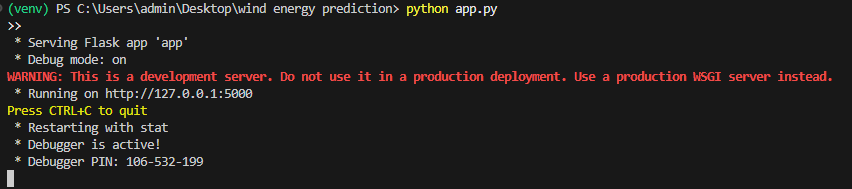 (venv) PS C:\Users\admin\Desktop\wind energy prediction> python app.py
>>
 * Serving Flask app 'app'
 * Debug mode: on
WARNING: This is a development server. Do not use it in a production deployment. Use a production WSGI server instead.
 * Running on http://127.0.0.1:5000
Press CTRL+C to quit
 * Restarting with stat
 * Debugger is active!
 * Debugger PIN: 106-532-199